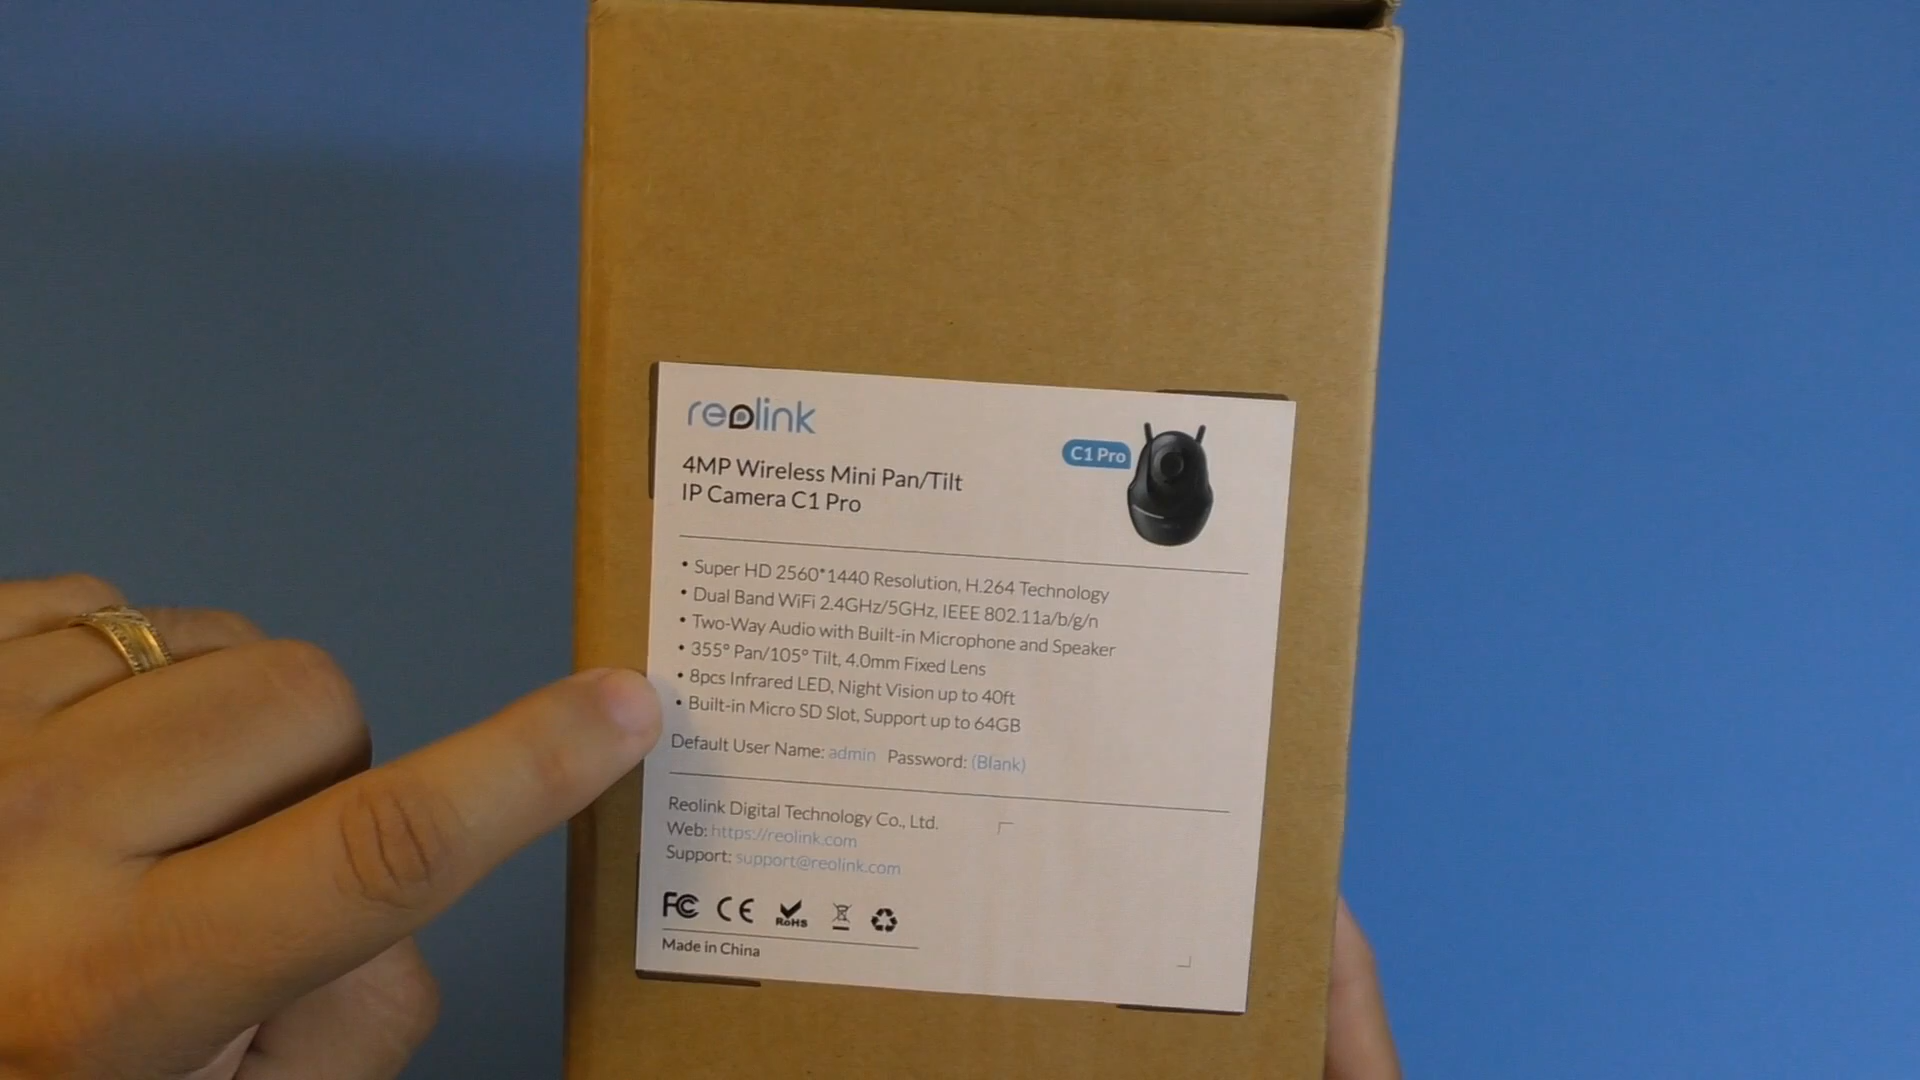 reolink
C1 Pro
4MP Wireless Mini Pan/Tilt
IP Camera C1 Pro
• Super HD 2560*1440 Resolution, H.264 Technology
• Dual Band WiFi 2.4GHz/5GHz, IEEE 802.11a/b/g/n
• Two-Way Audio with Built-in Microphone and Speaker
• 355° Pan/105° Tilt, 4.0mm Fixed Lens
• 8pcs Infrared LED, Night Vision up to 40ft
• Built-in Micro SD Slot, Support up to 64GB
Default User Name: admin Password: (Blank)
Reolink Digital Technology Co., Ltd.
Web: https://reolink.com
Support: support@reolink.com
FC CE RoHS
Made in China